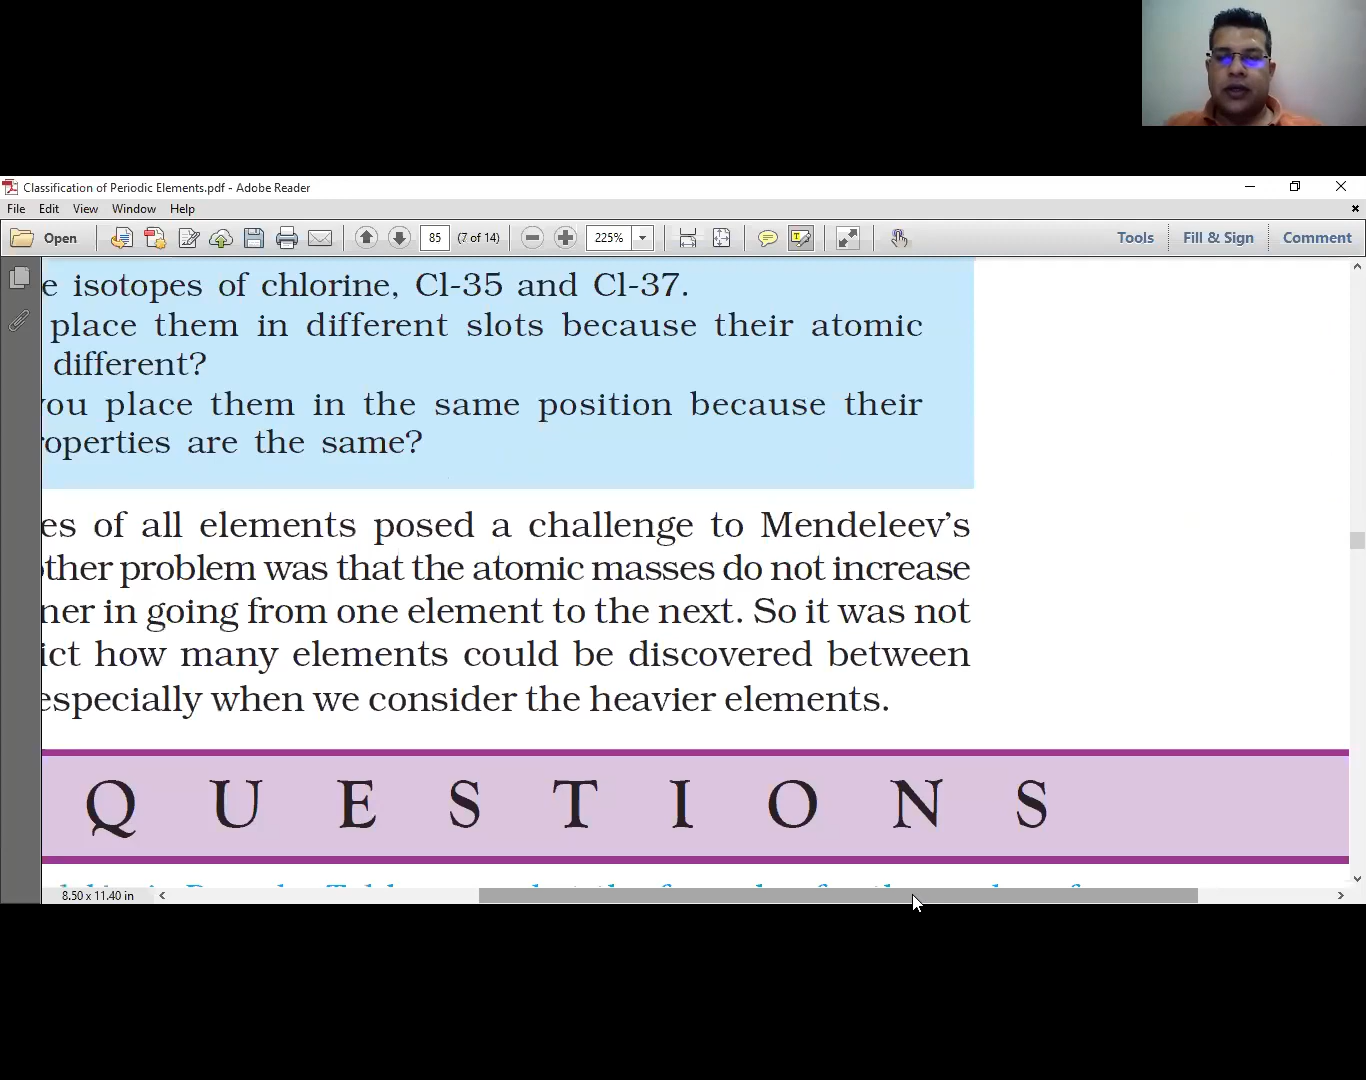 Classification of Periodic Elements.pdf - Adobe Reader
File Edit View Window Help
Open 85 (7 of 14) 225% Tools Fill & Sign Comment
e isotopes of chlorine, Cl-35 and Cl-37.
place them in different slots because their atomic
different?
you place them in the same position because their
roperties are the same?
es of all elements posed a challenge to Mendeleev's
other problem was that the atomic masses do not increase
ner in going from one element to the next. So it was not
ict how many elements could be discovered between
especially when we consider the heavier elements.
QUESTIONS
8.50 x 11.40 in